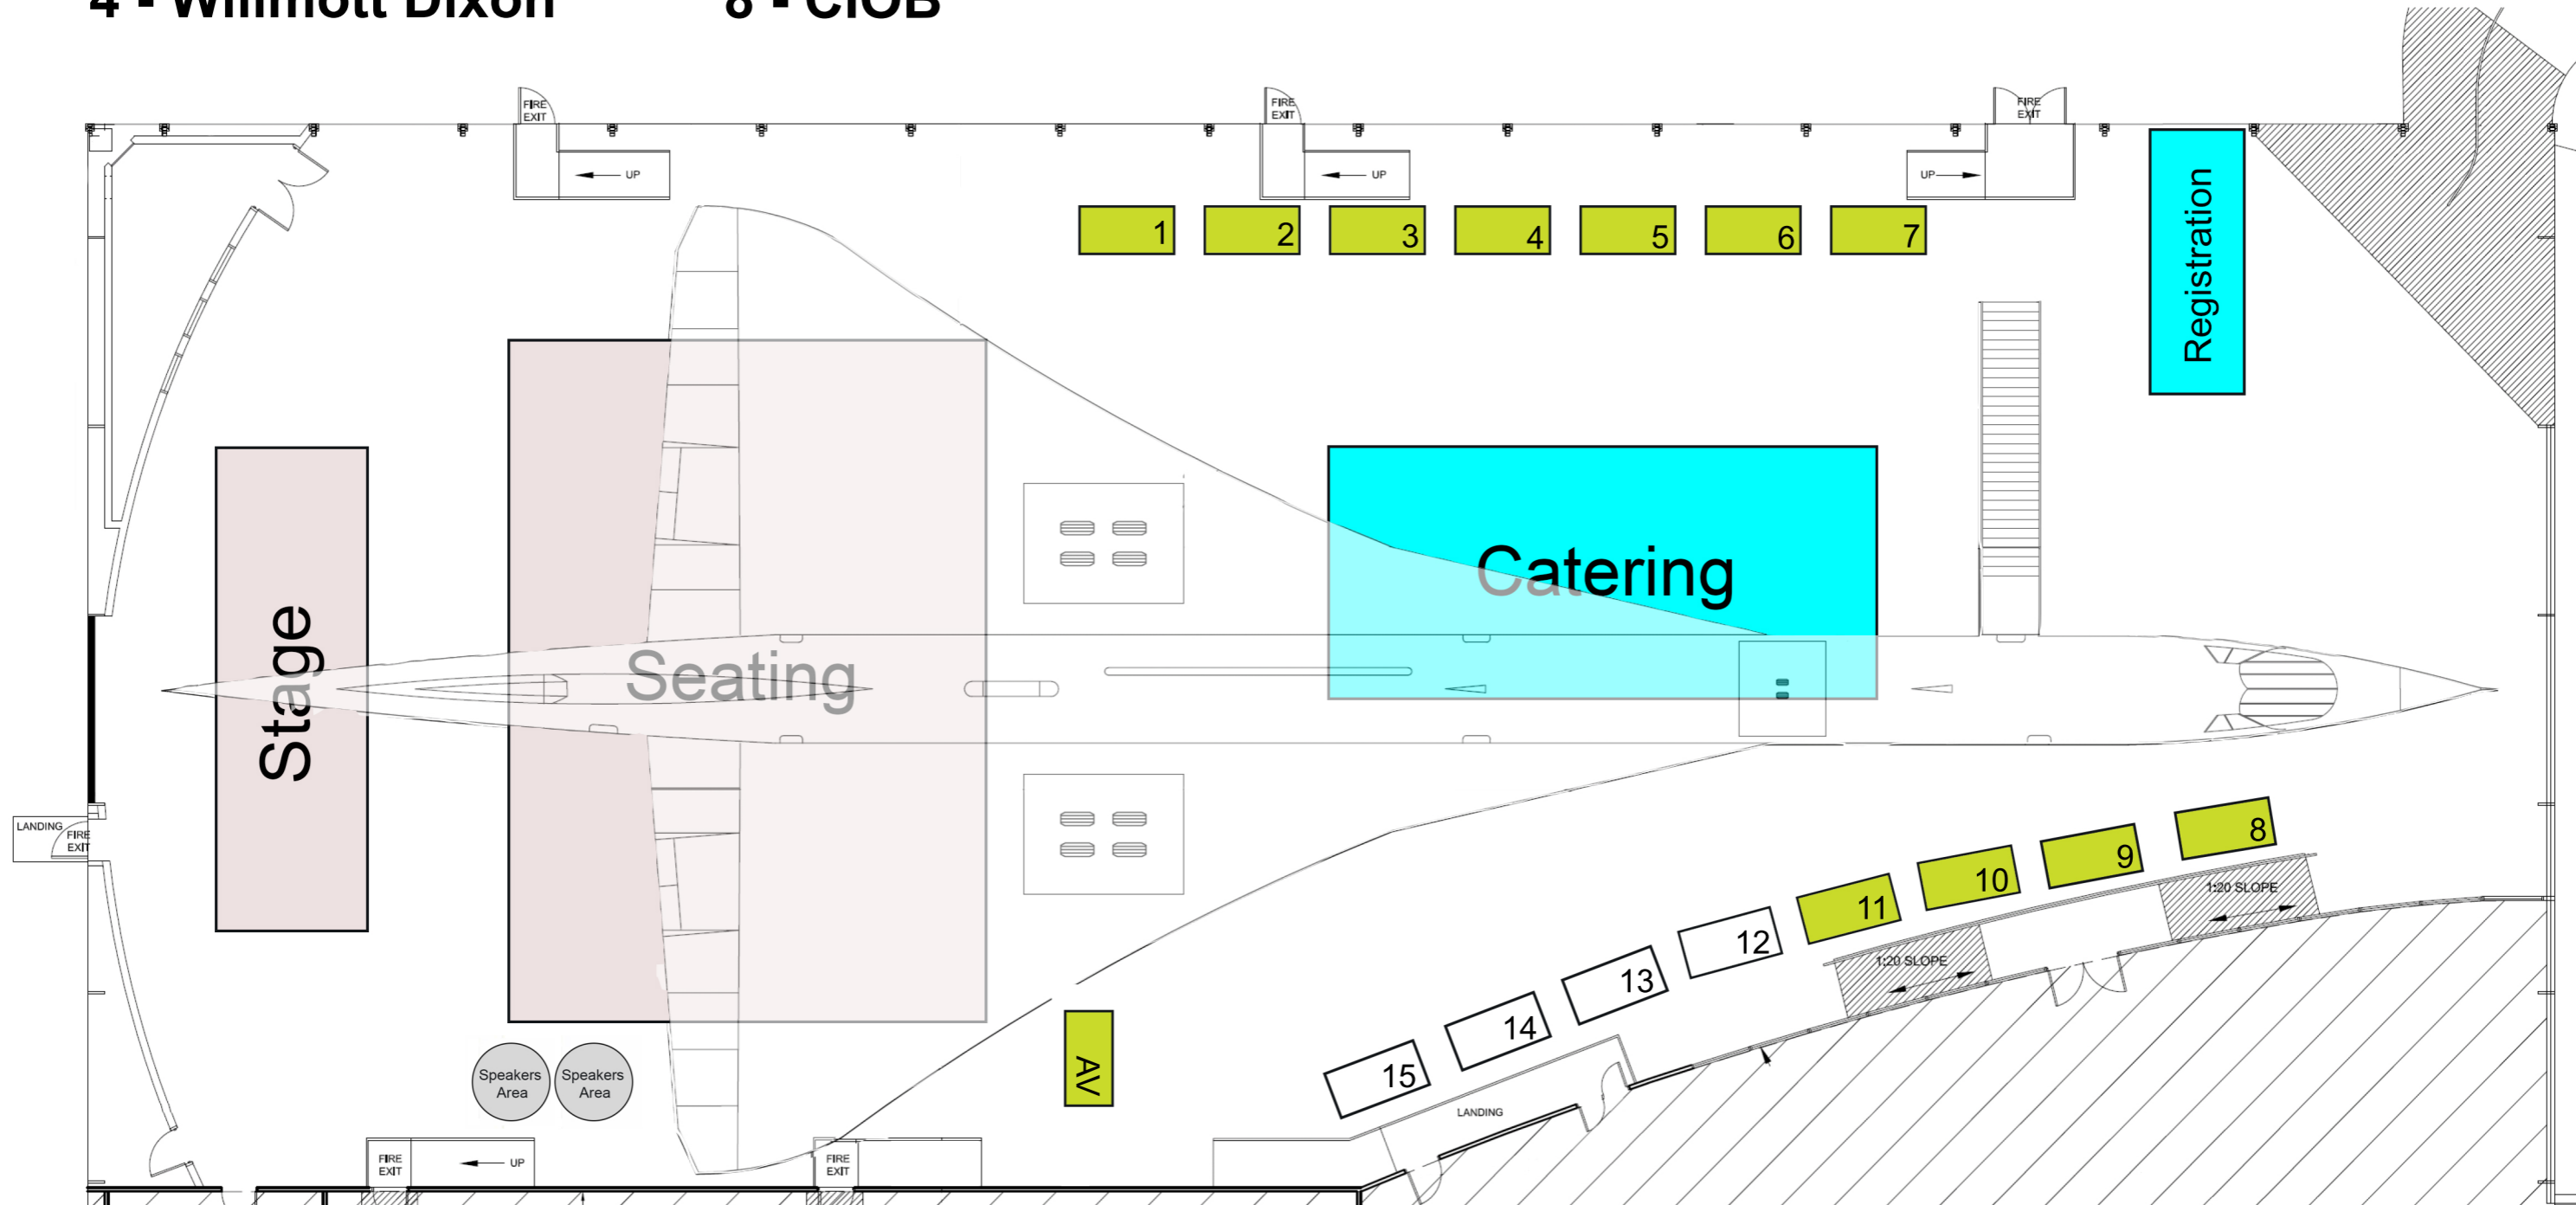 4 - Willmott Dixon
8 - CIOB
FIRE
EXIT
FIRE
EXIT
FIRE
EXIT
UP
UP
UP
1
2
3
4
5
6
7
Registration
Catering
Seating
Stage
LANDING
FIRE
EXIT
8
9
10
11
12
13
14
15
1:20 SLOPE
1:20 SLOPE
AV
Speakers
Area
Speakers
Area
LANDING
FIRE
EXIT
UP
FIRE
EXIT